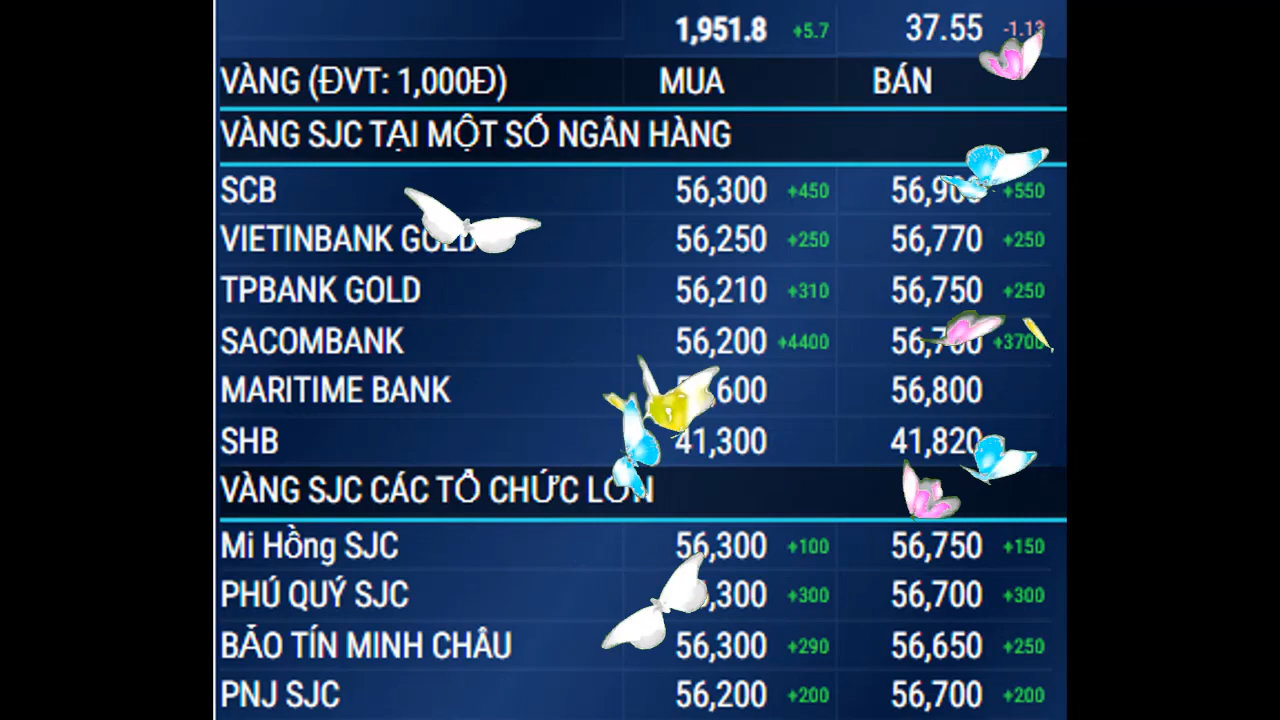 1,951.8 +5.7 37.55
VÀNG (ĐVT: 1,000Đ) MUA BÁN
VÀNG SJC TẠI MỘT SỐ NGÂN HÀNG
SCB 56,300 +450 +550
VIETINBANK GOLD 56,250 +250 56,770 +250
TPBANK GOLD 56,210 +310 56,750 +250
SACOMBANK 56,200 +4400 +3700
MARITIME BANK 56,800
SHB 41,300 41,820
VÀNG SJC CÁC TỔ CHỨC LỚN
Mi Hồng SJC 56,300 +100 56,750 +150
PHÚ QUÝ SJC +300 56,700 +300
BẢO TÍN MINH CHÂU 56,300 +290 56,650 +250
PNJ SJC 56,200 +200 56,700 +200